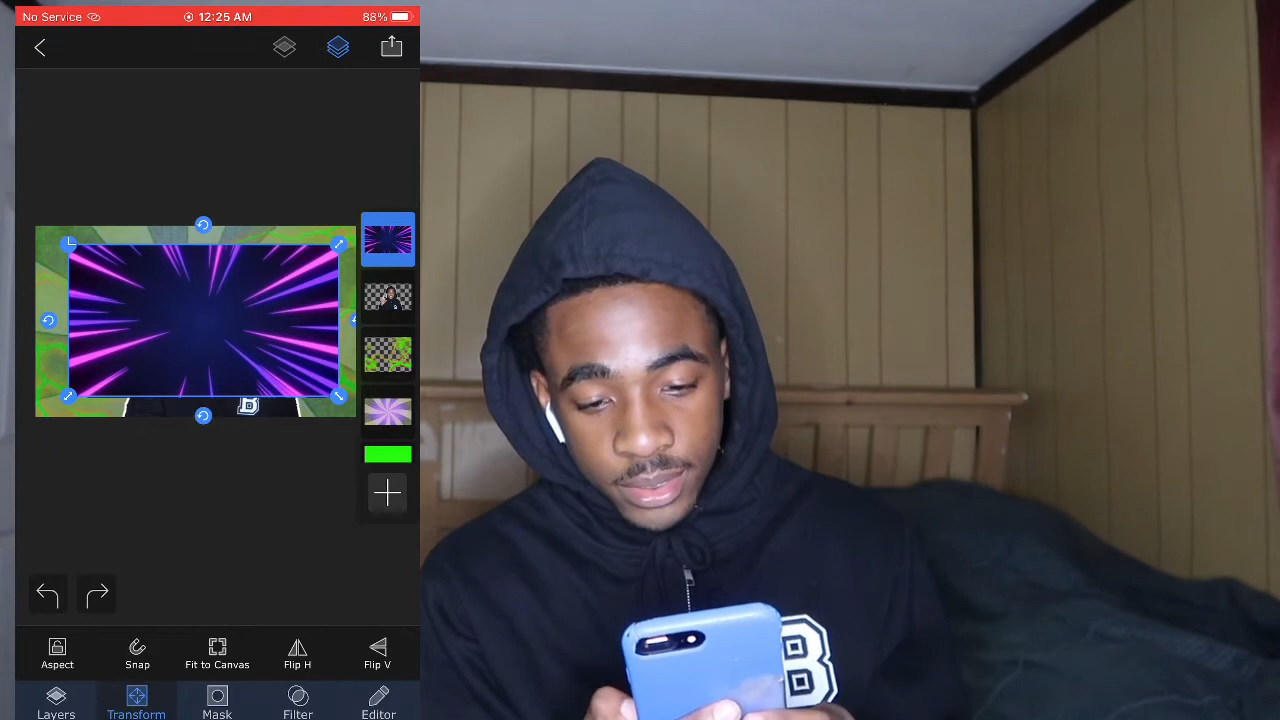 No Service 12:25 AM 88%
Aspect Snap Fit to Canvas Flip H Flip V
Layers Transform Mask Filter Editor
B
B